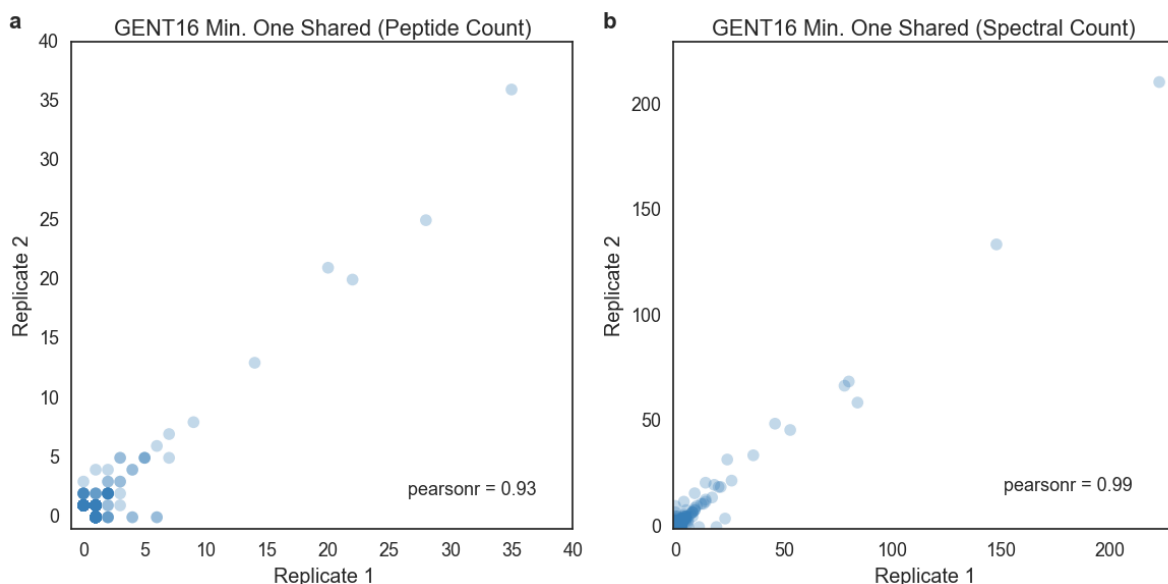 a
GENT16 Min. One Shared (Peptide Count)
40
35
30
25
20
15
10
5
0
Replicate 2
pearsonr = 0.93
0 5 10 15 20 25 30 35 40
Replicate 1
b
GENT16 Min. One Shared (Spectral Count)
200
150
100
50
0
Replicate 2
pearsonr = 0.99
0 50 100 150 200
Replicate 1